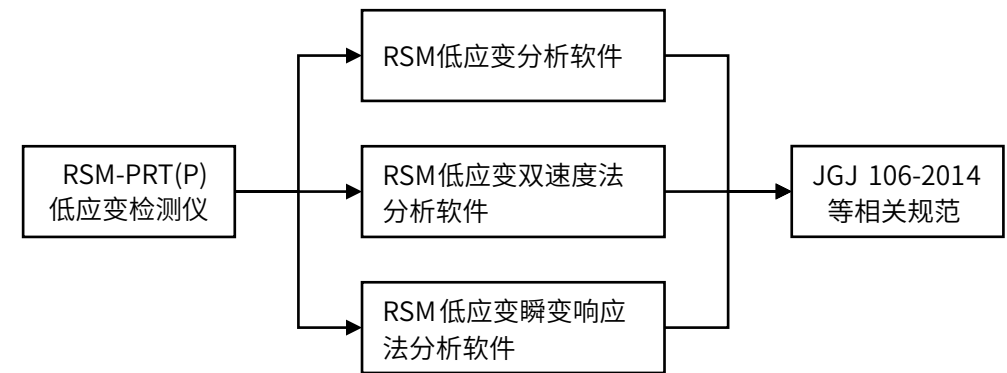 RSM低应变分析软件
RSM-PRT(P)
低应变检测仪
RSM低应变双速度法
分析软件
JGJ 106-2014
等相关规范
RSM低应变瞬变响应
法分析软件